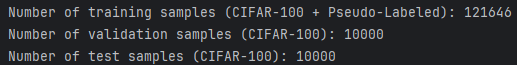 Number of training samples (CIFAR-100 + Pseudo-Labeled): 121646
Number of validation samples (CIFAR-100): 10000
Number of test samples (CIFAR-100): 10000